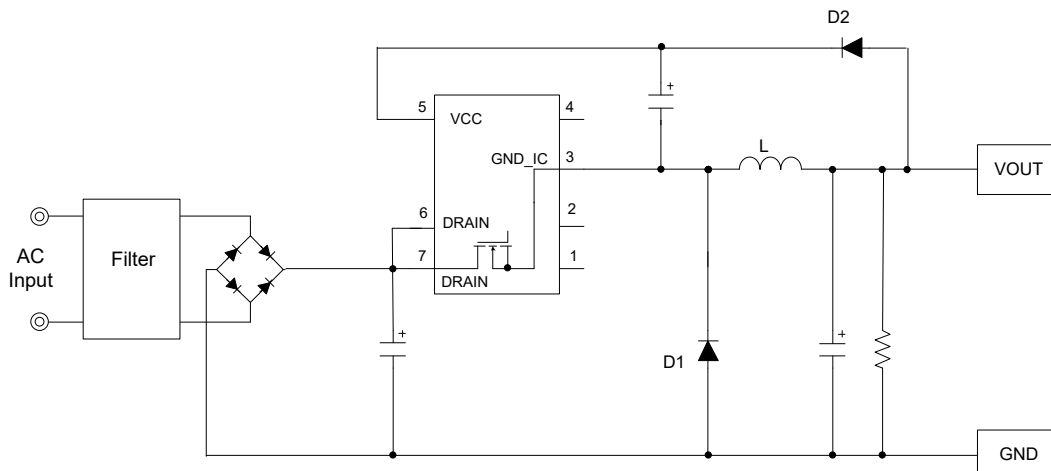 D2
+
5
4
VCC
GND_IC
3
L
VOUT
6
DRAIN
2
AC
Input
Filter
7
DRAIN
1
+
D1
+
GND